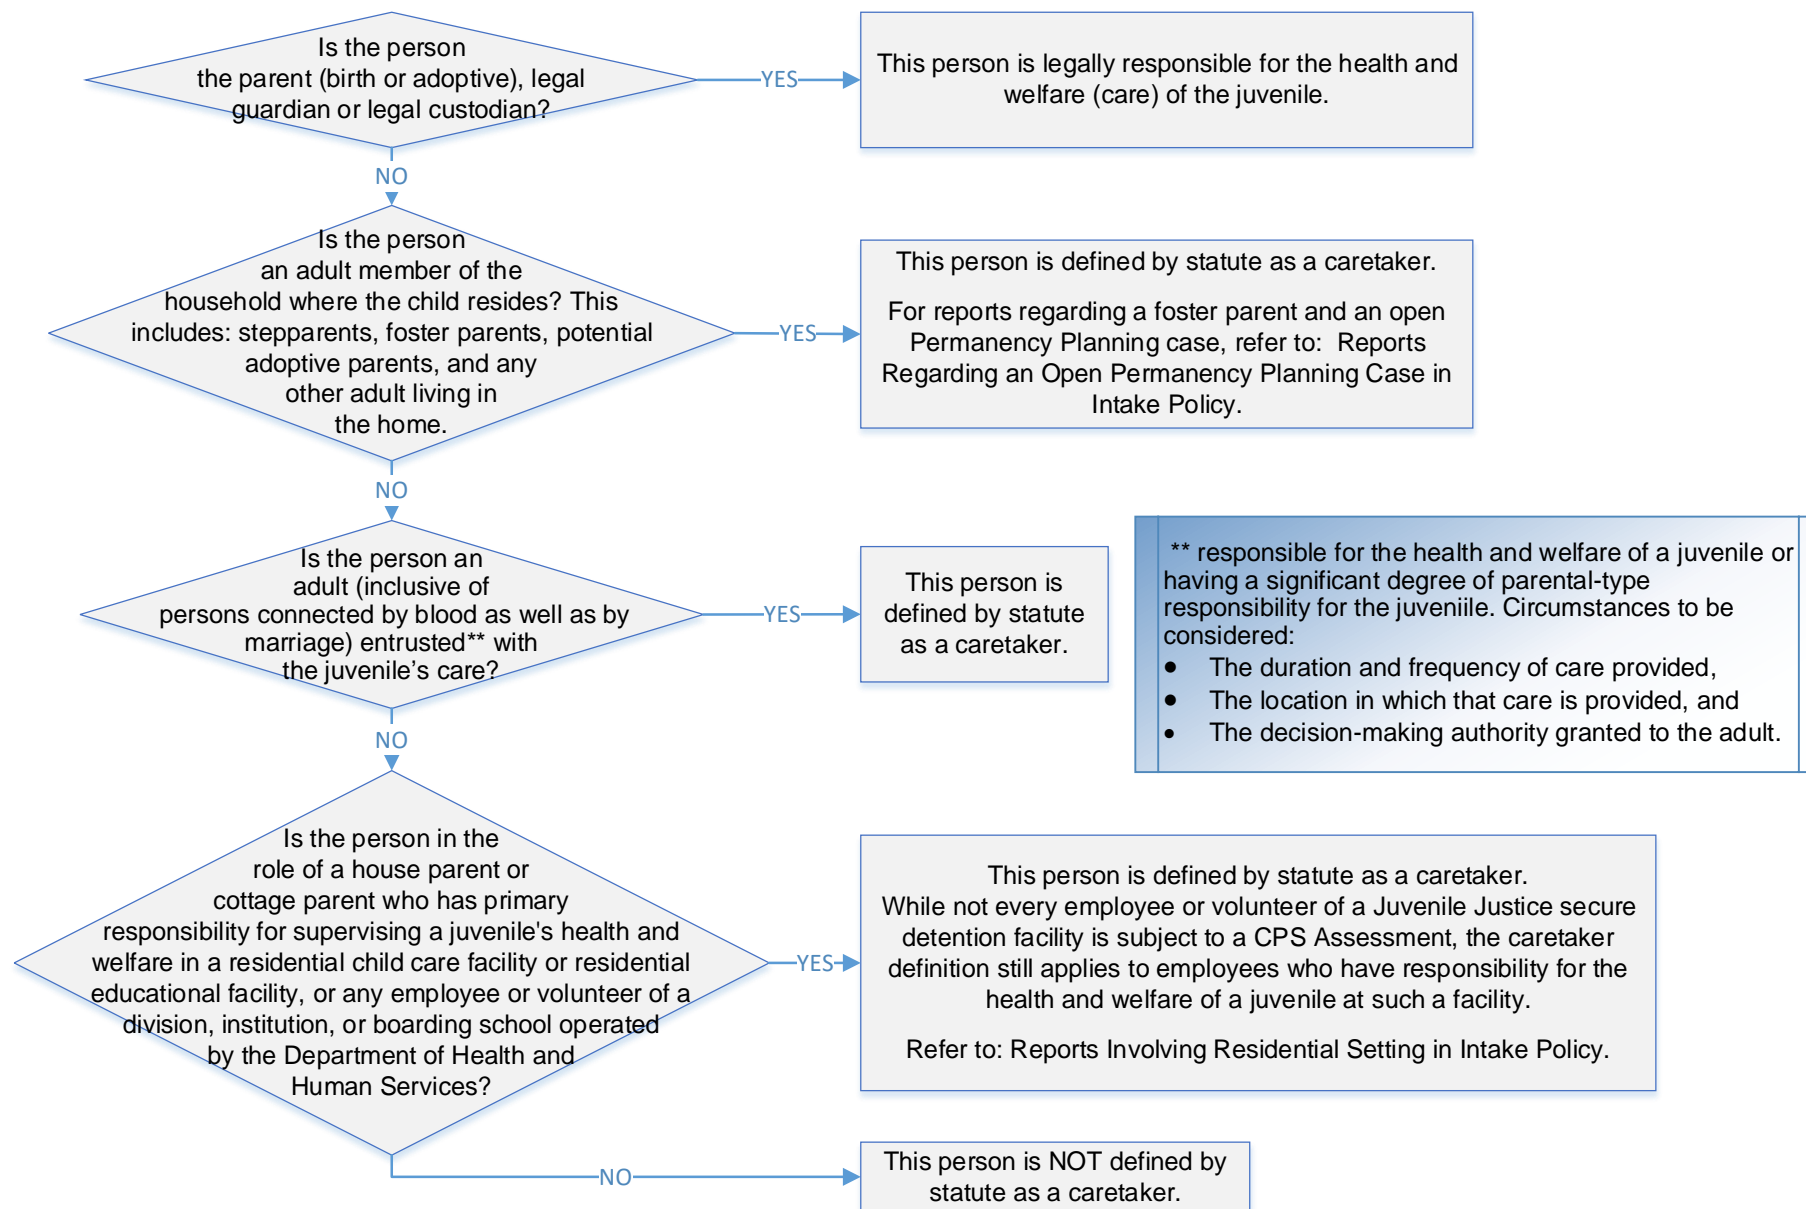 Is the person
the parent (birth or adoptive), legal
guardian or legal custodian?
YES
This person is legally responsible for the health and
welfare (care) of the juvenile.
NO
Is the person
an adult member of the
household where the child resides? This
includes: stepparents, foster parents, potential
adoptive parents, and any
other adult living in
the home.
YES
This person is defined by statute as a caretaker.
For reports regarding a foster parent and an open
Permanency Planning case, refer to: Reports
Regarding an Open Permanency Planning Case in
Intake Policy.
NO
Is the person an
adult (inclusive of
persons connected by blood as well as by
marriage) entrusted** with
the juvenile’s care?
YES
This person is
defined by statute
as a caretaker.
** responsible for the health and welfare of a juvenile or
having a significant degree of parental-type
responsibility for the juveniile. Circumstances to be
considered:
• The duration and frequency of care provided,
• The location in which that care is provided, and
• The decision-making authority granted to the adult.
NO
Is the person in the
role of a house parent or
cottage parent who has primary
responsibility for supervising a juvenile's health and
welfare in a residential child care facility or residential
educational facility, or any employee or volunteer of a
division, institution, or boarding school operated
by the Department of Health and
Human Services?
YES
This person is defined by statute as a caretaker.
While not every employee or volunteer of a Juvenile Justice secure
detention facility is subject to a CPS Assessment, the caretaker
definition still applies to employees who have responsibility for the
health and welfare of a juvenile at such a facility.
Refer to: Reports Involving Residential Setting in Intake Policy.
NO
This person is NOT defined by
statute as a caretaker.